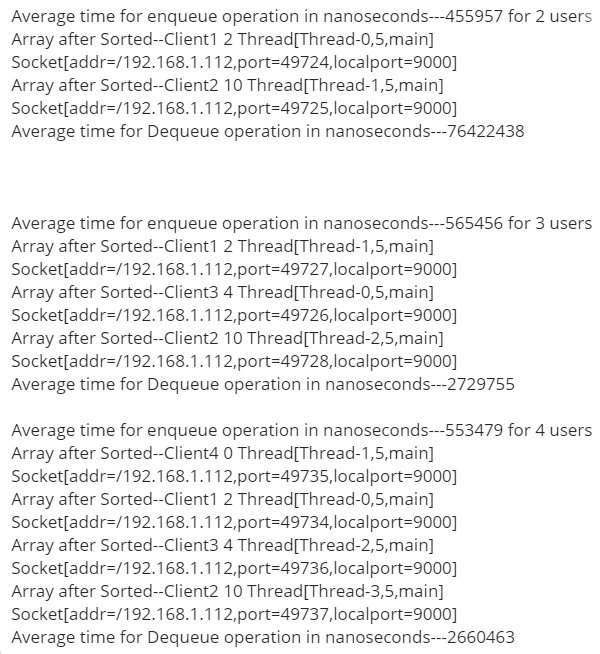 Average time for enqueue operation in nanoseconds---455957 for 2 users
Array after Sorted--Client1 2 Thread[Thread-0,5,main]
Socket[addr=/192.168.1.112,port=49724,localport=9000]
Array after Sorted--Client2 10 Thread[Thread-1,5,main]
Socket[addr=/192.168.1.112,port=49725,localport=9000]
Average time for Dequeue operation in nanoseconds---76422438
Average time for enqueue operation in nanoseconds---565456 for 3 users
Array after Sorted--Client1 2 Thread[Thread-1,5,main]
Socket[addr=/192.168.1.112,port=49727,localport=9000]
Array after Sorted--Client3 4 Thread[Thread-0,5,main]
Socket[addr=/192.168.1.112,port=49726,localport=9000]
Array after Sorted--Client2 10 Thread[Thread-2,5,main]
Socket[addr=/192.168.1.112,port=49728,localport=9000]
Average time for Dequeue operation in nanoseconds---2729755
Average time for enqueue operation in nanoseconds---553479 for 4 users
Array after Sorted--Client4 0 Thread[Thread-1,5,main]
Socket[addr=/192.168.1.112,port=49735,localport=9000]
Array after Sorted--Client1 2 Thread[Thread-0,5,main]
Socket[addr=/192.168.1.112,port=49734,localport=9000]
Array after Sorted--Client3 4 Thread[Thread-2,5,main]
Socket[addr=/192.168.1.112,port=49736,localport=9000]
Array after Sorted--Client2 10 Thread[Thread-3,5,main]
Socket[addr=/192.168.1.112,port=49737,localport=9000]
Average time for Dequeue operation in nanoseconds---2660463